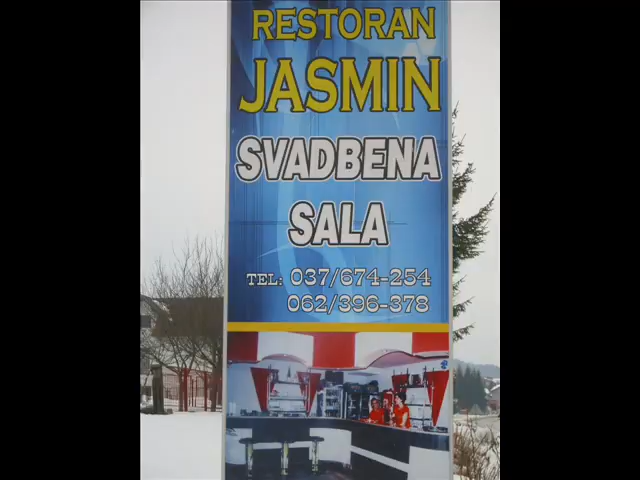 RESTORAN
JASMIN
SVADBENA
SALA
TEL: 037/674-254
062/396-378